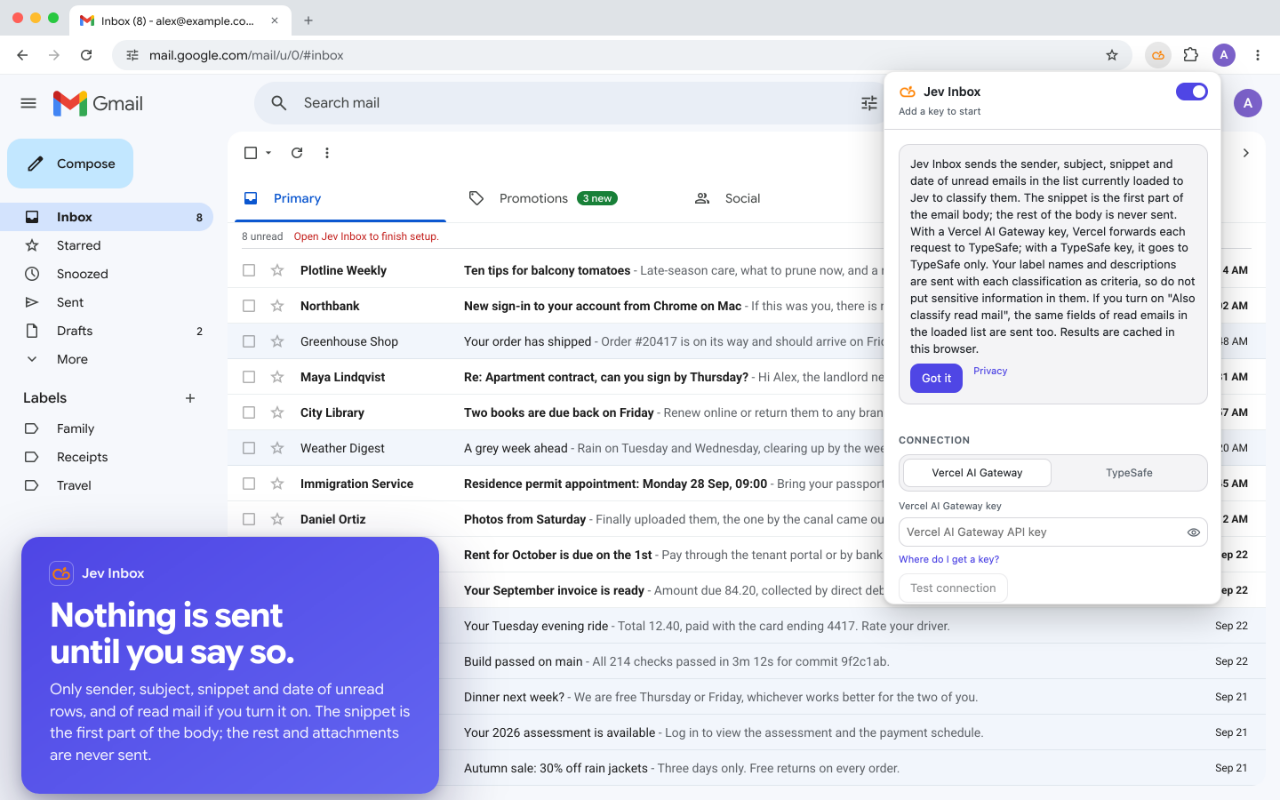 Inbox (8) - alex@example.co...
mail.google.com/mail/u/0/#inbox
A
Gmail
Search mail
A
Compose
Inbox 8
Starred
Snoozed
Sent
Drafts 2
More
Labels
Family
Receipts
Travel
Primary
Promotions 3 new
Social
8 unread Open Jev Inbox to finish setup.
Plotline Weekly Ten tips for balcony tomatoes - Late-season care, what to prune now, and a 4 AM
Northbank New sign-in to your account from Chrome on Mac - If this was you, there is AM
Greenhouse Shop Your order has shipped - Order #20417 is on its way and should arrive on AM
Maya Lindqvist Re: Apartment contract, can you sign by Thursday? - Hi Alex, the landlord AM
City Library Two books are due back on Friday - Renew online or return them to any AM
Weather Digest A grey week ahead - Rain on Tuesday and Wednesday, clearing up by the AM
Immigration Service Residence permit appointment: Monday 28 Sep, 09:00 - Bring your AM
Daniel Ortiz Photos from Saturday - Finally uploaded them, the one by the canal came 2 AM
Rent for October is due on the 1st - Pay through the tenant portal or by bank Sep 22
Your September invoice is ready - Amount due 84.20, collected by direct Sep 22
Your Tuesday evening ride - Total 12.40, paid with the card ending 4417. Rate your driver. Sep 22
Build passed on main - All 214 checks passed in 3m 12s for commit 9f2c1ab. Sep 22
Dinner next week? - We are free Thursday or Friday, whichever works better for the two of you. Sep 21
Your 2026 assessment is available - Log in to view the assessment and the payment schedule. Sep 21
Autumn sale: 30% off rain jackets - Three days only. Free returns on every order. Sep 21
Jev Inbox
Add a key to start
Jev Inbox sends the sender, subject, snippet and
date of unread emails in the list currently loaded to
Jev to classify them. The snippet is the first part of
the email body; the rest of the body is never sent.
With a Vercel AI Gateway key, Vercel forwards each
request to TypeSafe; with a TypeSafe key, it goes to
TypeSafe only. Your label names and descriptions
are sent with each classification as criteria, so do not
put sensitive information in them. If you turn on "Also
classify read mail", the same fields of read emails in
the loaded list are sent too. Results are cached in
this browser.
Got it Privacy
CONNECTION
Vercel AI Gateway TypeSafe
Vercel AI Gateway key
Vercel AI Gateway API key
Where do I get a key?
Test connection
Jev Inbox
Nothing is sent
until you say so.
Only sender, subject, snippet and date of unread
rows, and of read mail if you turn it on. The snippet is
the first part of the body; the rest and attachments
are never sent.